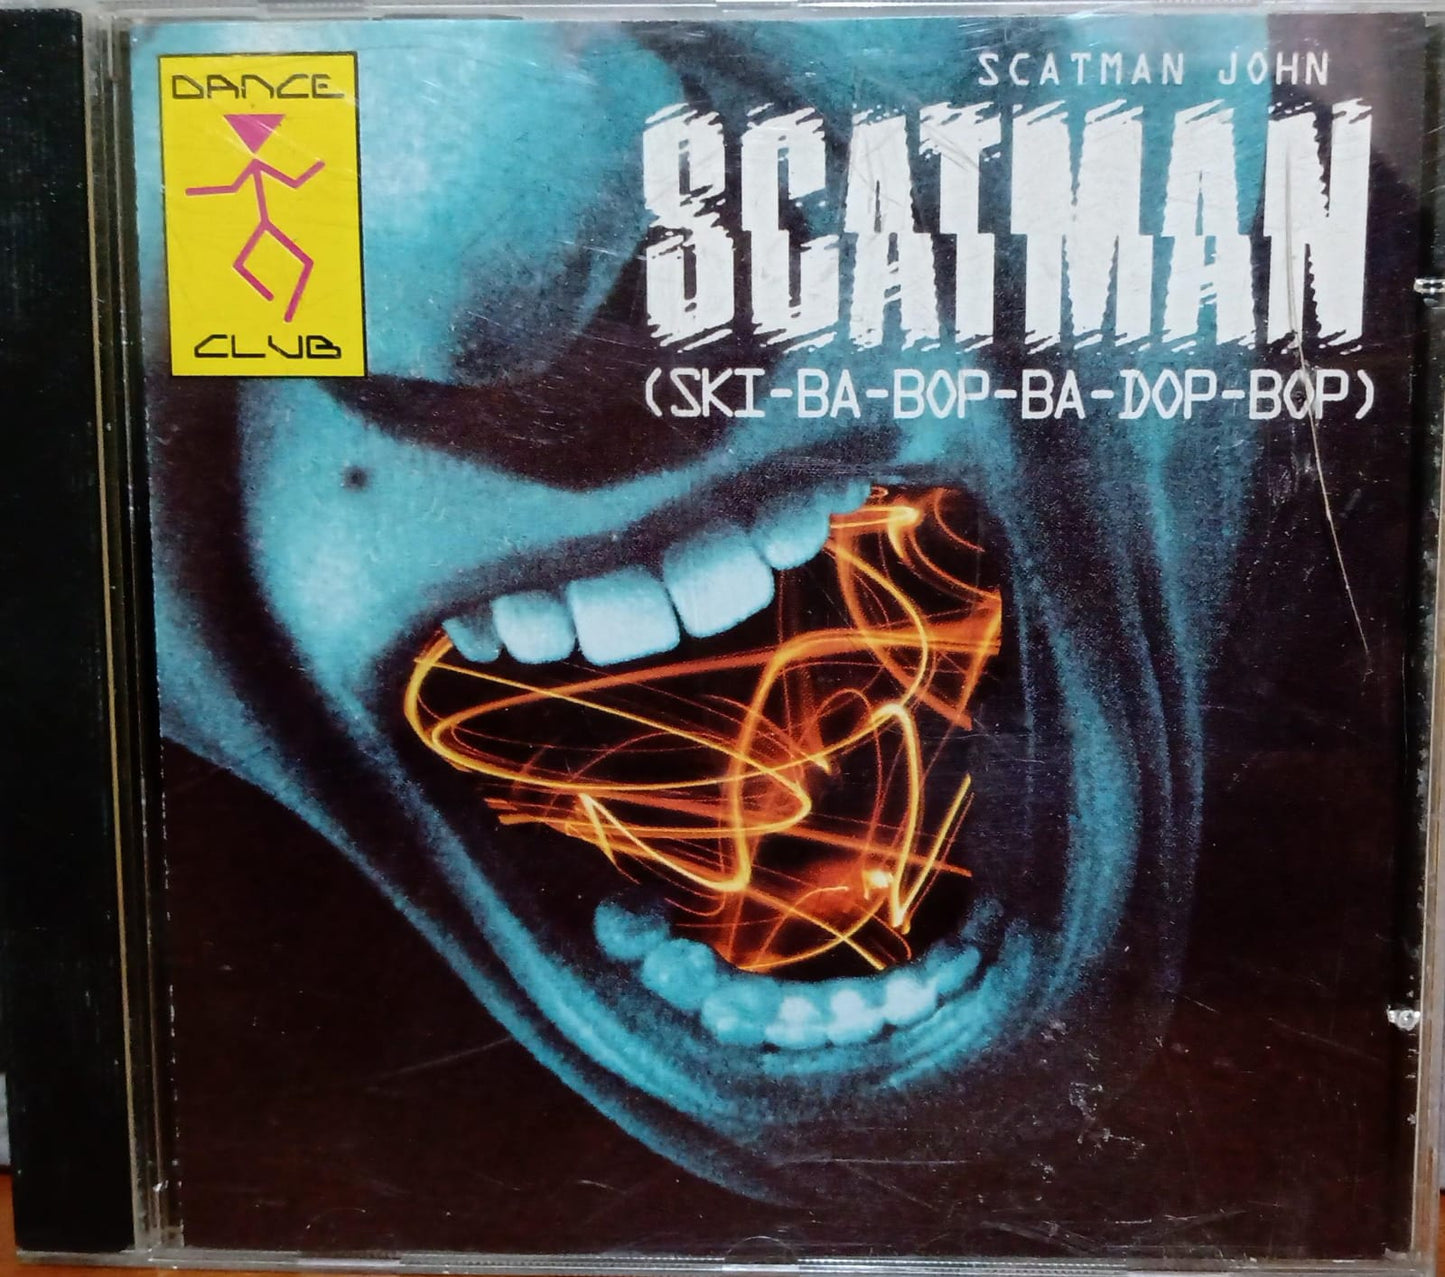 DANCE
CLUB
SCATMAN JOHN
SCATMAN
(SKI-BA-BOP-BA-DOP-BOP)